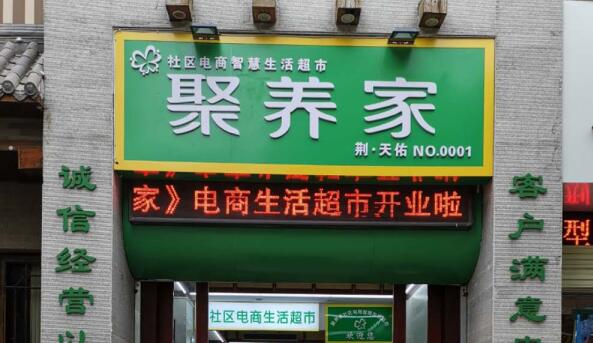 社区电商智慧生活超市
聚养家
荆·天佑 NO.0001
家》电商生活超市开业啦
诚信经营以
客户满意
型
社区电商生活超市
欢迎您